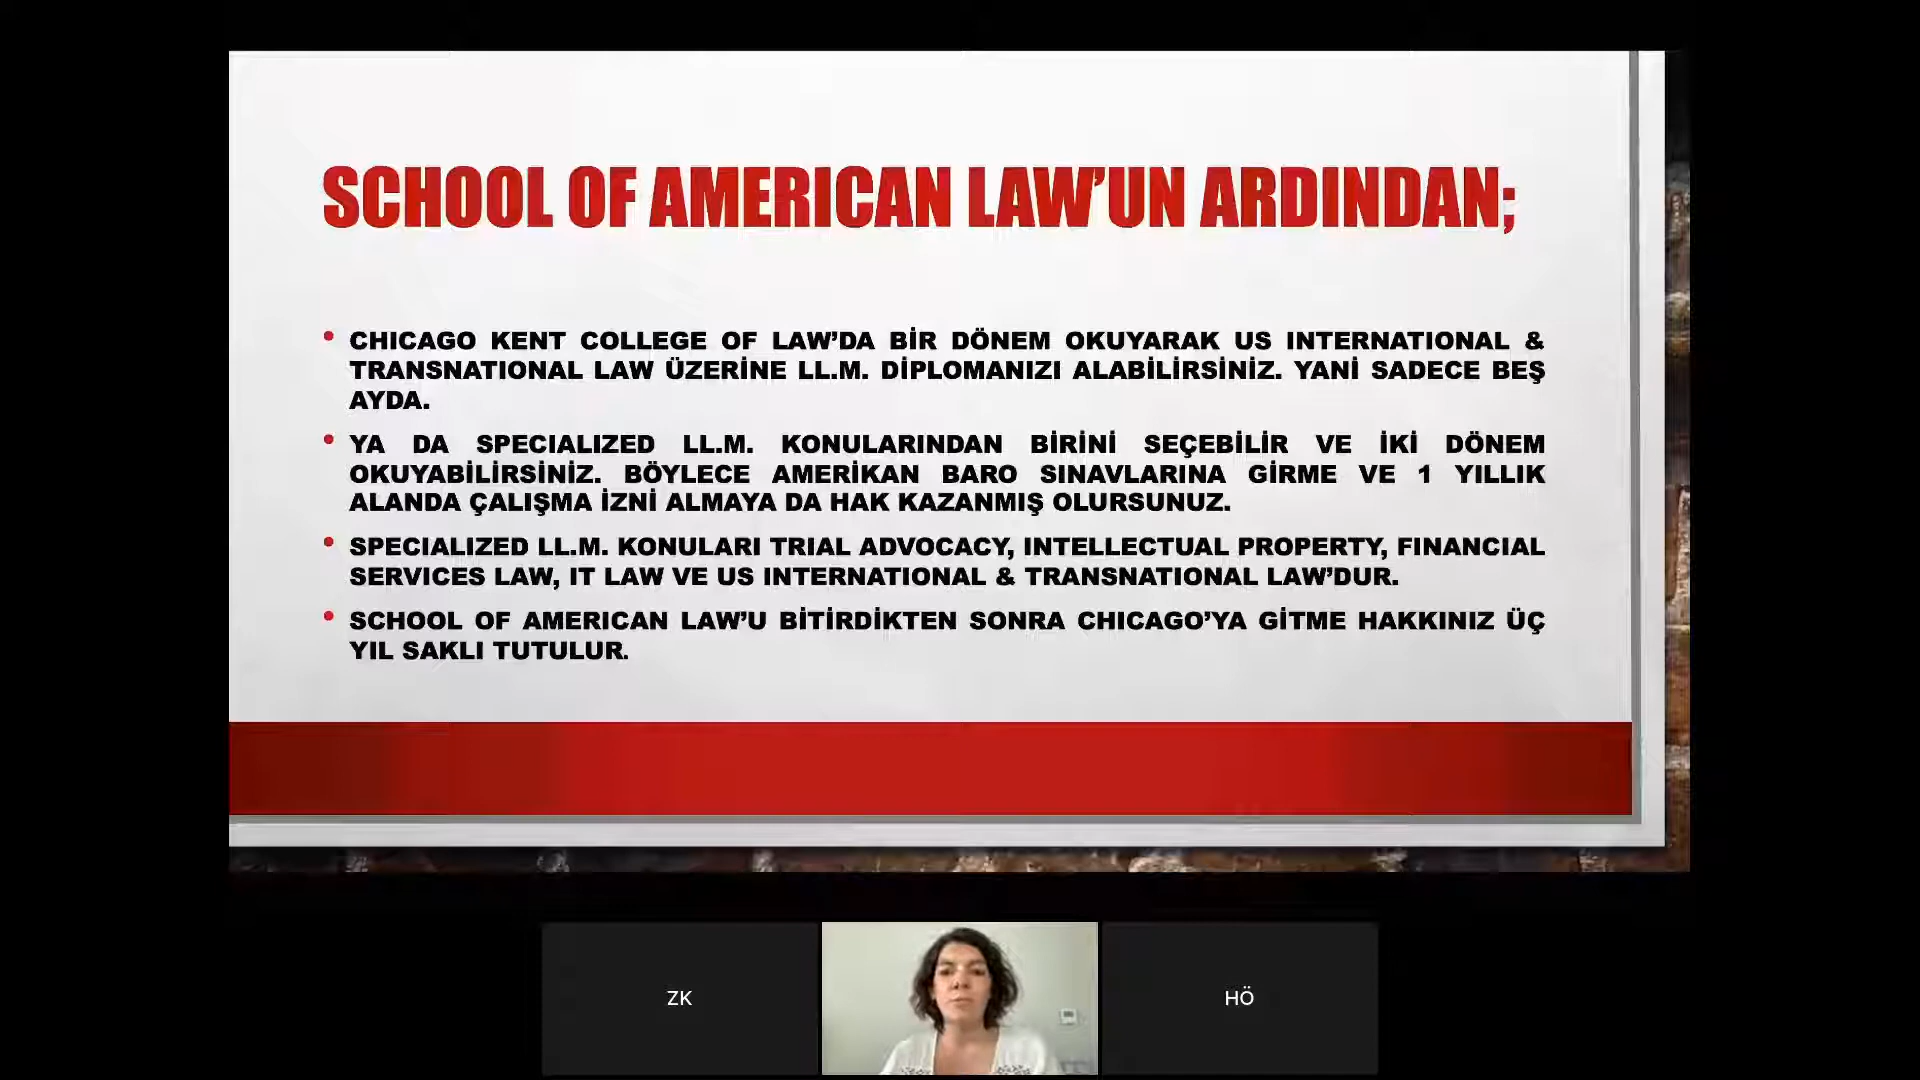 SCHOOL OF AMERICAN LAW’UN ARDINDAN;
• CHICAGO KENT COLLEGE OF LAW’DA BİR DÖNEM OKUYARAK US INTERNATIONAL &
TRANSNATIONAL LAW ÜZERİNE LL.M. DİPLOMANIZI ALABİLİRSİNİZ. YANİ SADECE BEŞ
AYDA.
• YA DA SPECIALIZED LL.M. KONULARINDAN BİRİNİ SEÇEBİLİR VE İKİ DÖNEM
OKUYABİLİRSİNİZ. BÖYLECE AMERİKAN BARO SINAVLARINA GİRME VE 1 YILLIK
ALANDA ÇALIŞMA İZNİ ALMAYA DA HAK KAZANMIŞ OLURSUNUZ.
• SPECIALIZED LL.M. KONULARI TRIAL ADVOCACY, INTELLECTUAL PROPERTY, FINANCIAL
SERVICES LAW, IT LAW VE US INTERNATIONAL & TRANSNATIONAL LAW’DUR.
• SCHOOL OF AMERICAN LAW’U BİTİRDİKTEN SONRA CHICAGO’YA GİTME HAKKINIZ ÜÇ
YIL SAKLI TUTULUR.
ZK
HÖ